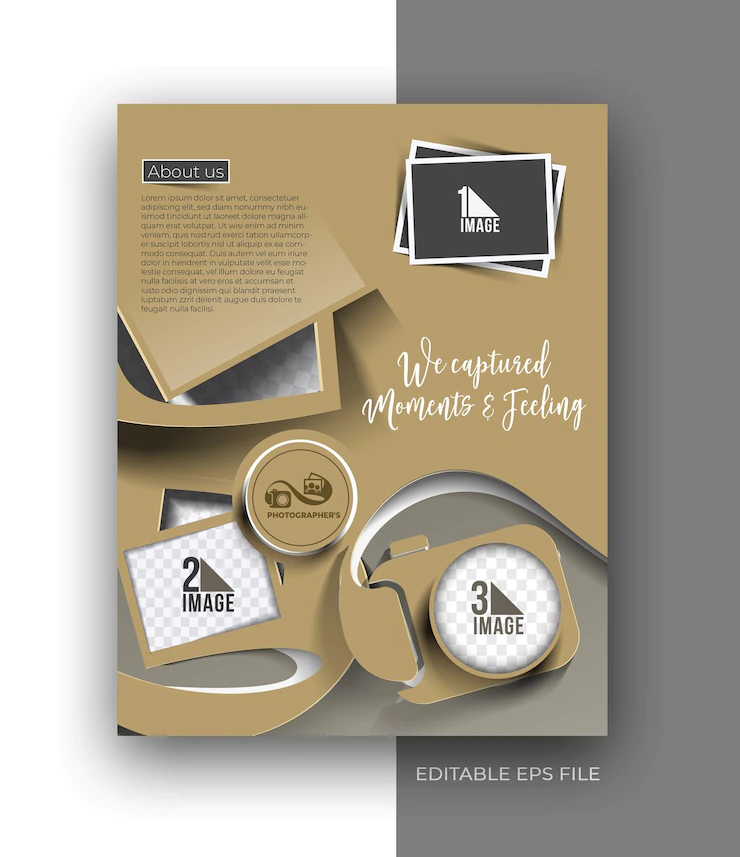 About us
Lorem ipsum dolor sit amet, consectetuer
adipiscing elit, sed diam nonummy nibh eu-
ismod tincidunt ut laoreet dolore magna
aliquam erat volutpat. Ut wisi enim ad minim
veniam, quis nostrud exerci tation ullamcorp-
er suscipit lobortis nisl ut aliquip ex ea com-
modo consequat. Duis autem vel eum iriure
dolor in hendrerit in vulputate velit esse mo-
lestie consequat, vel illum dolore eu feugiat
nulla facilisis at vero eros et accumsan et
iusto odio dignissim qui blandit praesent
luptatum zzril delenit augue duis dolore te
feugait nulla facilisi.
1
IMAGE
We captured
Moments & Feeling
PHOTOGRAPHER'S
2
IMAGE
3
IMAGE
EDITABLE EPS FILE